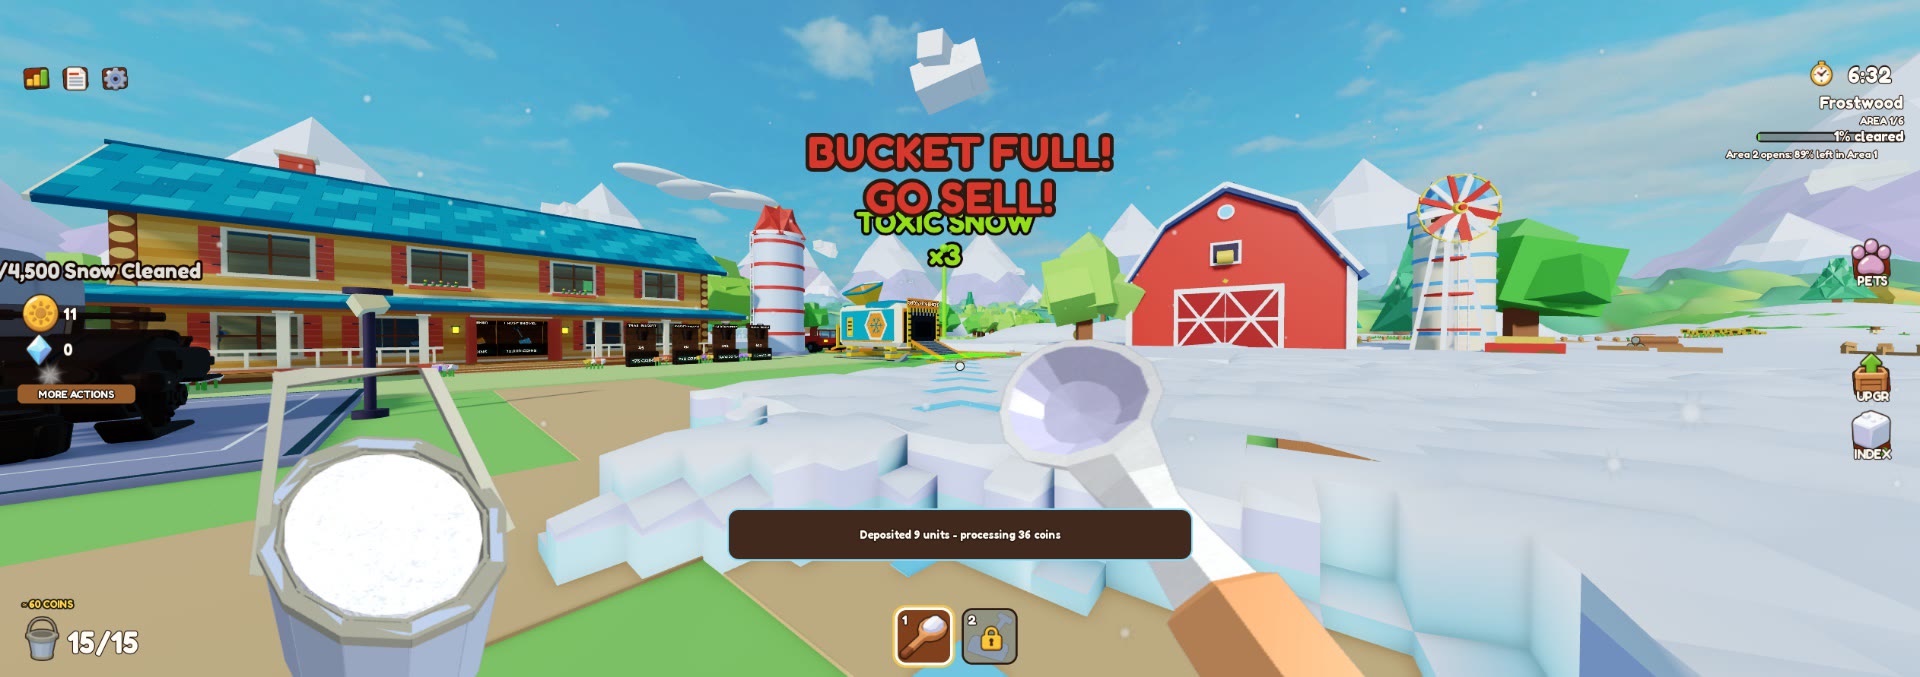 6:32
Frostwood
AREA 1/6
1% cleared
Area 2 opens: 89% left in Area 1
BUCKET FULL!
GO SELL!
TOXIC SNOW
x3
/4,500 Snow Cleaned
11
0
MORE ACTIONS
PETS
UPGR
INDEX
Deposited 9 units - processing 36 coins
~60 COINS
15/15
1
2